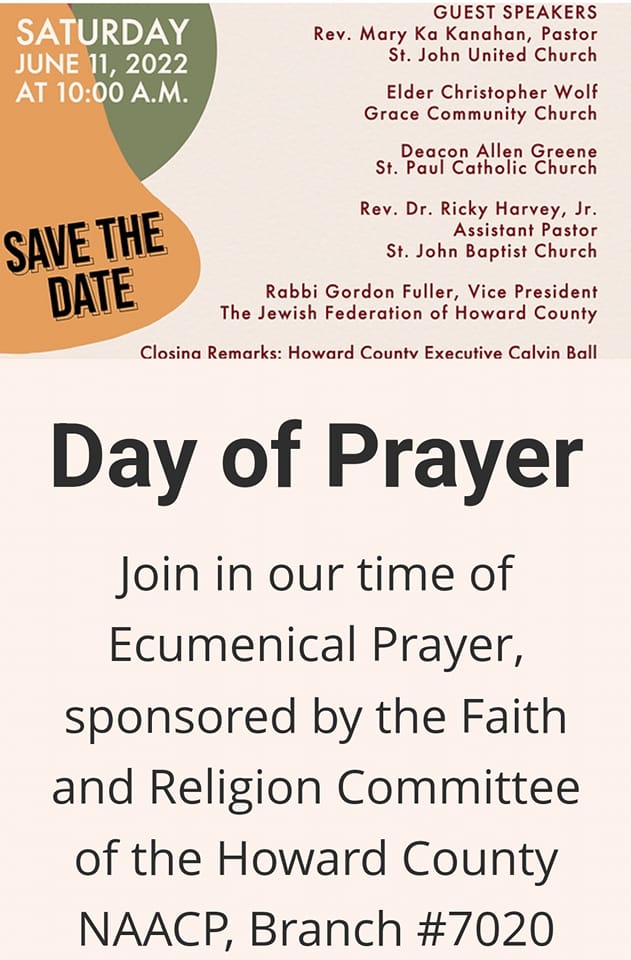 SATURDAY
JUNE 11, 2022
AT 10:00 A.M.
SAVE THE
DATE
GUEST SPEAKERS
Rev. Mary Ka Kanahan, Pastor
St. John United Church
Elder Christopher Wolf
Grace Community Church
Deacon Allen Greene
St. Paul Catholic Church
Rev. Dr. Ricky Harvey, Jr.
Assistant Pastor
St. John Baptist Church
Rabbi Gordon Fuller, Vice President
The Jewish Federation of Howard County
Closing Remarks: Howard County Executive Calvin Ball
Day of Prayer
Join in our time of
Ecumenical Prayer,
sponsored by the Faith
and Religion Committee
of the Howard County
NAACP, Branch #7020